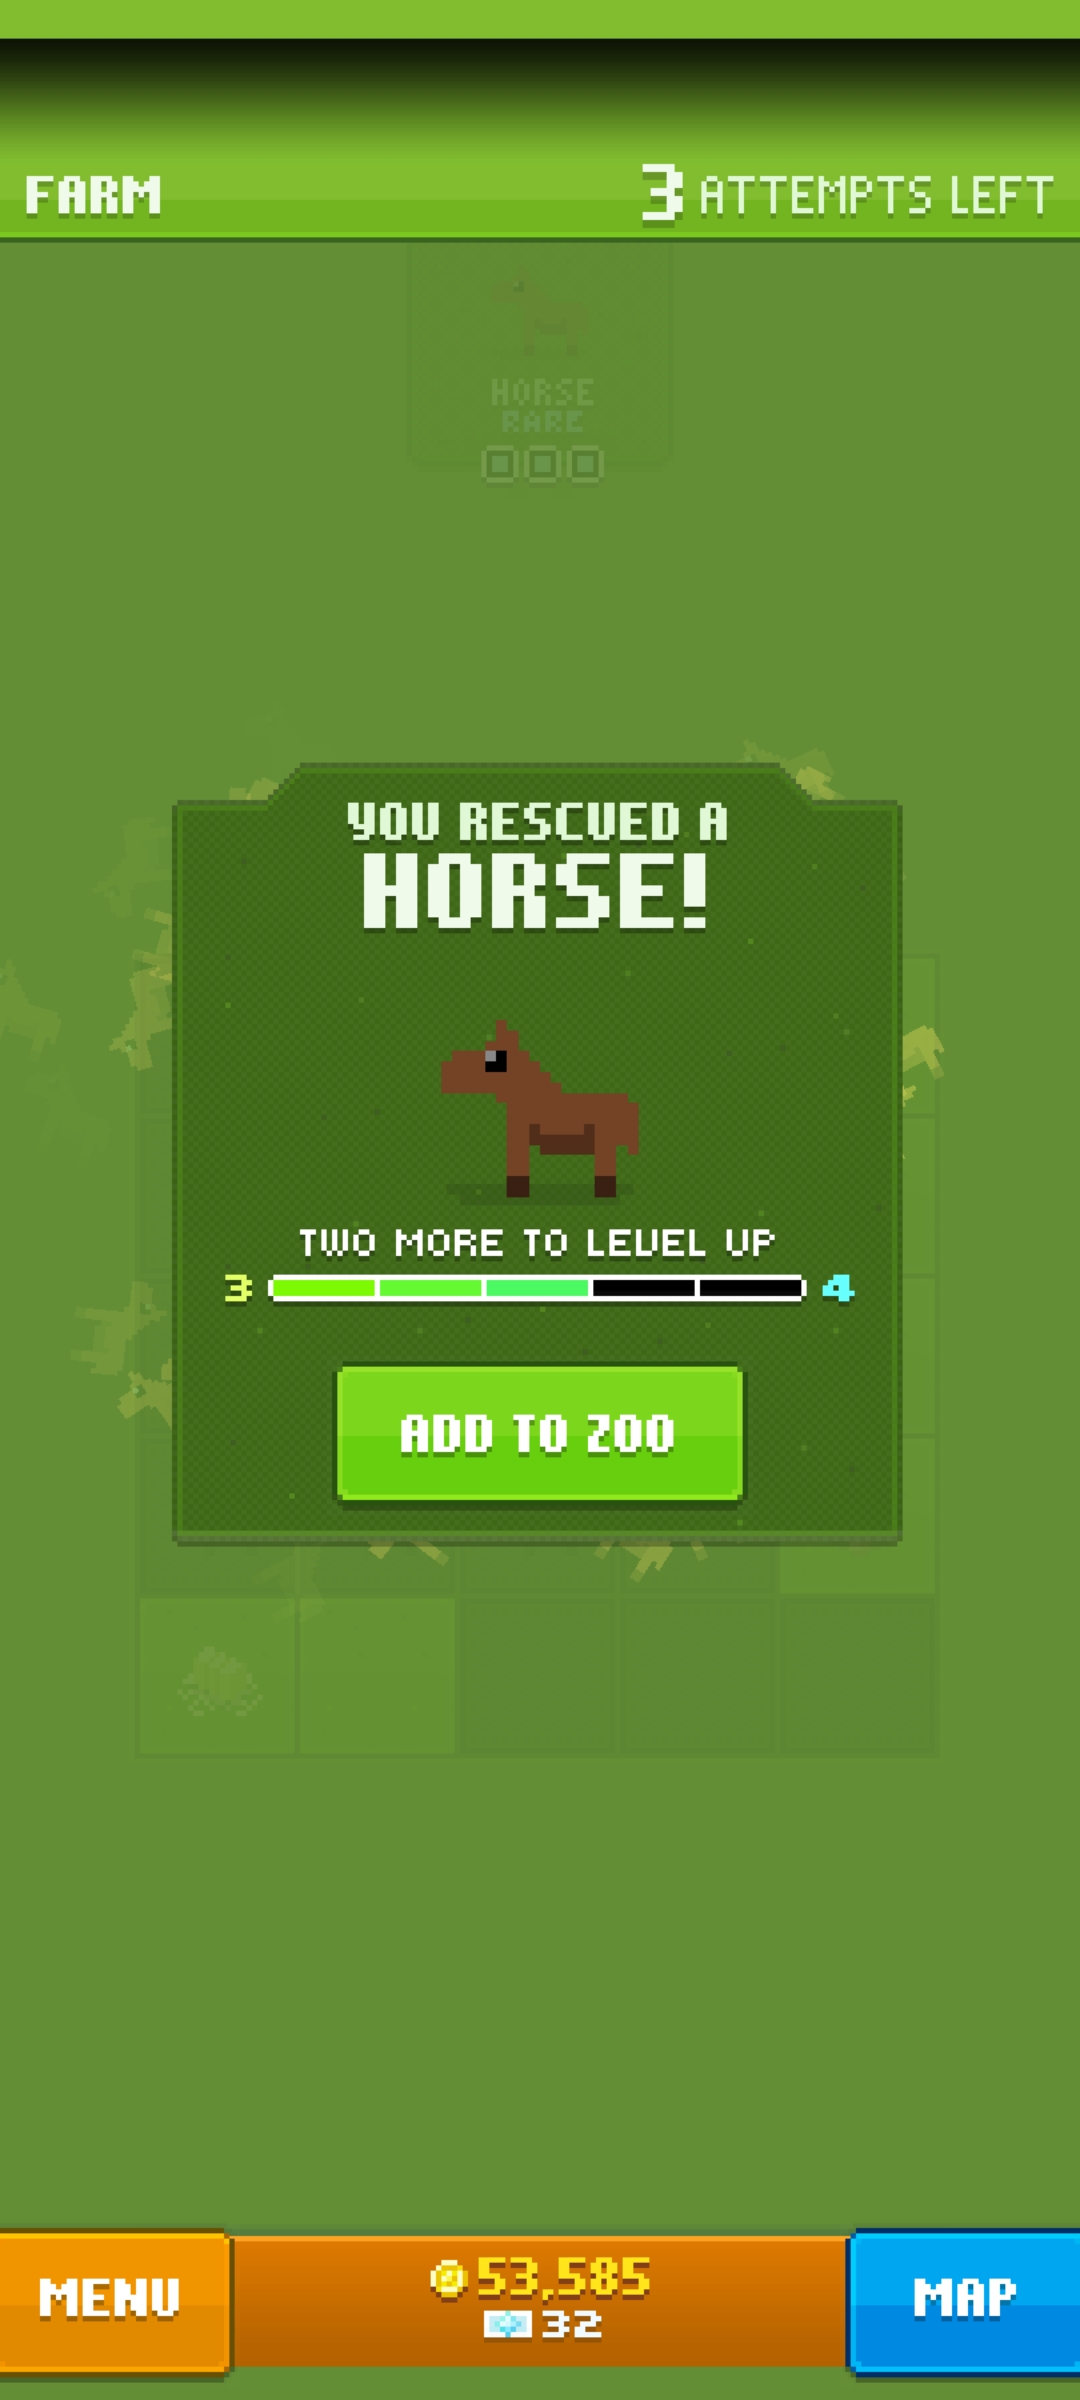 FARM
3 ATTEMPTS LEFT
HORSE
RARE
YOU RESCUED A
HORSE!
TWO MORE TO LEVEL UP
3 4
ADD TO ZOO
MENU
53,585
32
MAP